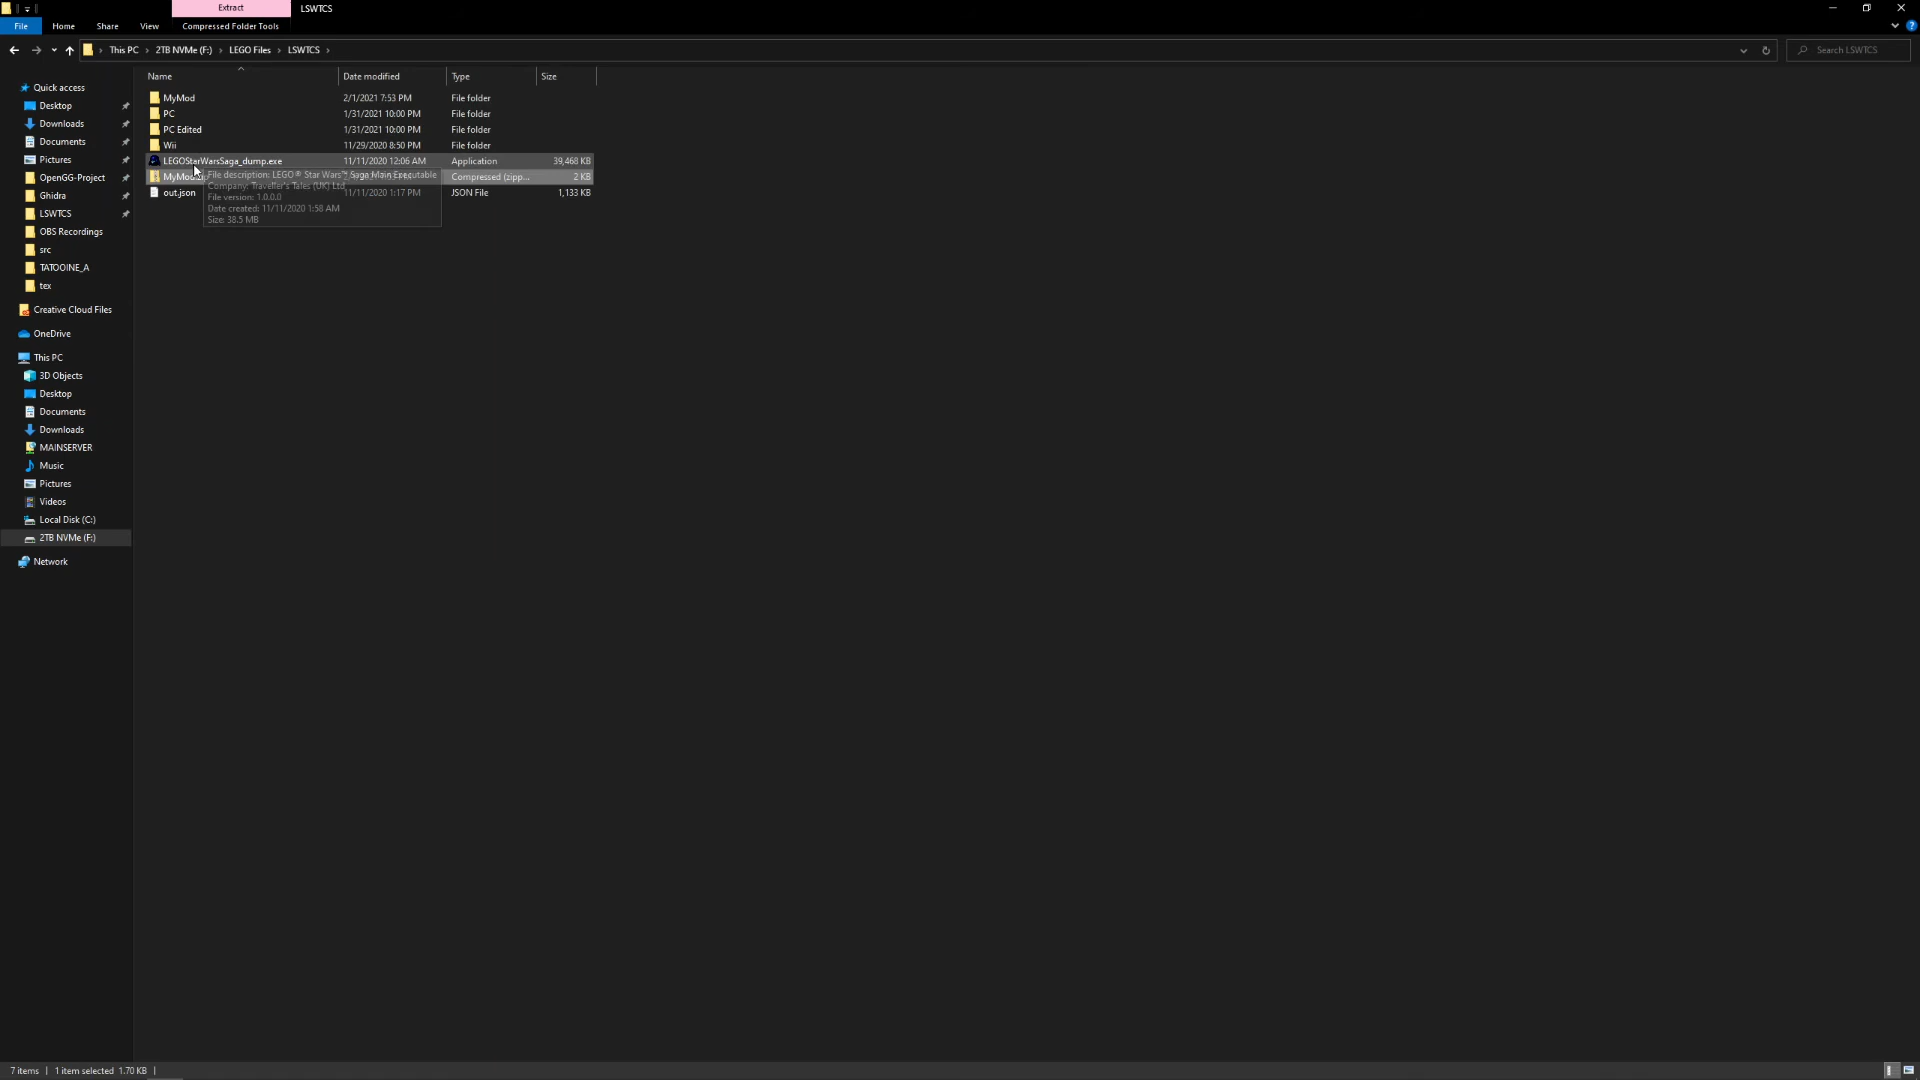 Extract
LSWTCS
File Home Share View Compressed Folder Tools
This PC 2TB NVMe (F:) LEGO Files LSWTCS
Search LSWTCS
Name Date modified Type Size
Quick access
Desktop
Downloads
Documents
Pictures
OpenGG-Project
Ghidra
LSWTCS
OBS Recordings
src
TATOOINE_A
tex
Creative Cloud Files
OneDrive
This PC
3D Objects
Desktop
Documents
Downloads
MAINSERVER
Music
Pictures
Videos
Local Disk (C:)
2TB NVMe (F:)
Network
MyMod 2/1/2021 7:53 PM File folder
PC 1/31/2021 10:00 PM File folder
PC Edited 1/31/2021 10:00 PM File folder
Wii 11/29/2020 8:50 PM File folder
LEGOStarWarsSaga_dump.exe 11/11/2020 12:06 AM Application 39,468 KB
Compressed (zipp... 2 KB
out.json 11/11/2020 1:17 PM JSON File 1,133 KB
File description: LEGO® Star Wars™ Saga Main Executable
Company: Traveller's Tales (UK) Ltd
File version: 1.0.0.0
Date created: 11/11/2020 1:58 AM
Size: 38.5 MB
7 items 1 item selected 1.70 KB